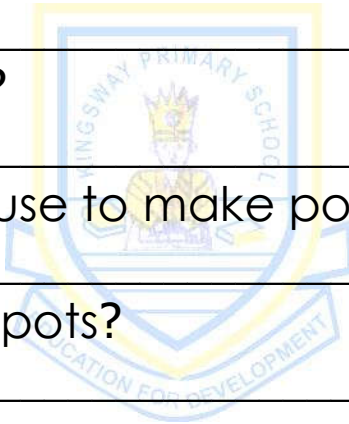 ?
use to make po
pots?
KINGSWAY PRIMARY SCHOOL
EDUCATION FOR DEVELOPMENT